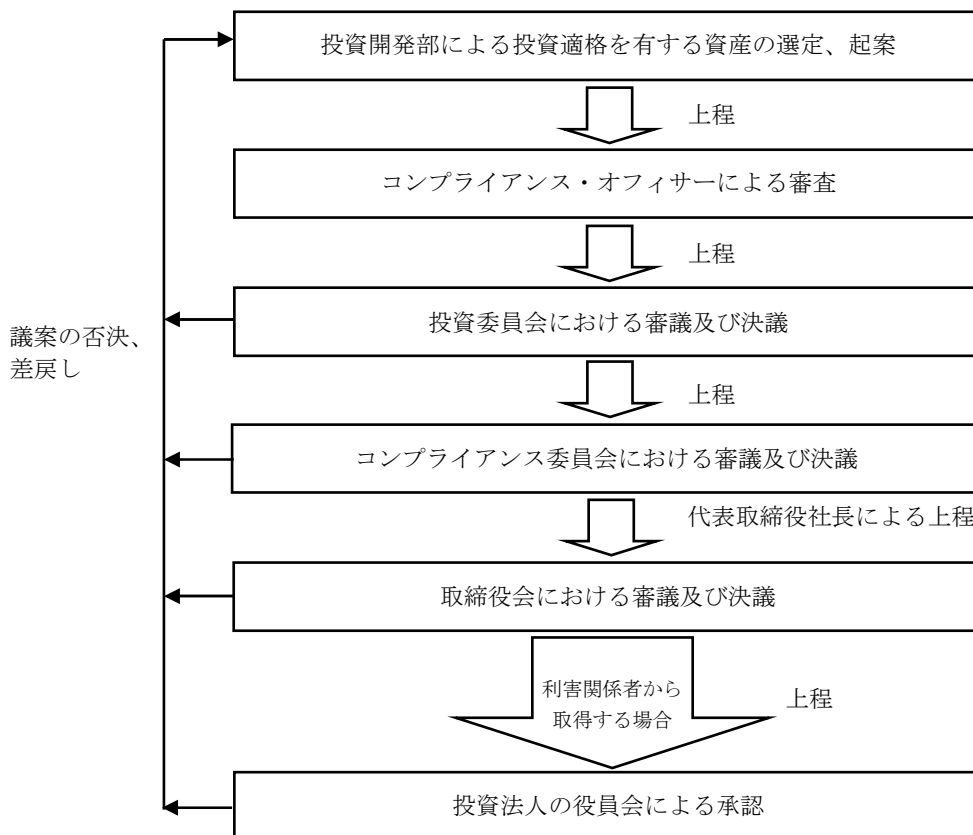 投資開発部による投資適格を有する資産の選定、起案
上程
コンプライアンス・オフィサーによる審査
上程
投資委員会における審議及び決議
議案の否決、
差戻し
上程
コンプライアンス委員会における審議及び決議
代表取締役社長による上程
取締役会における審議及び決議
利害関係者から
取得する場合
上程
投資法人の役員会による承認